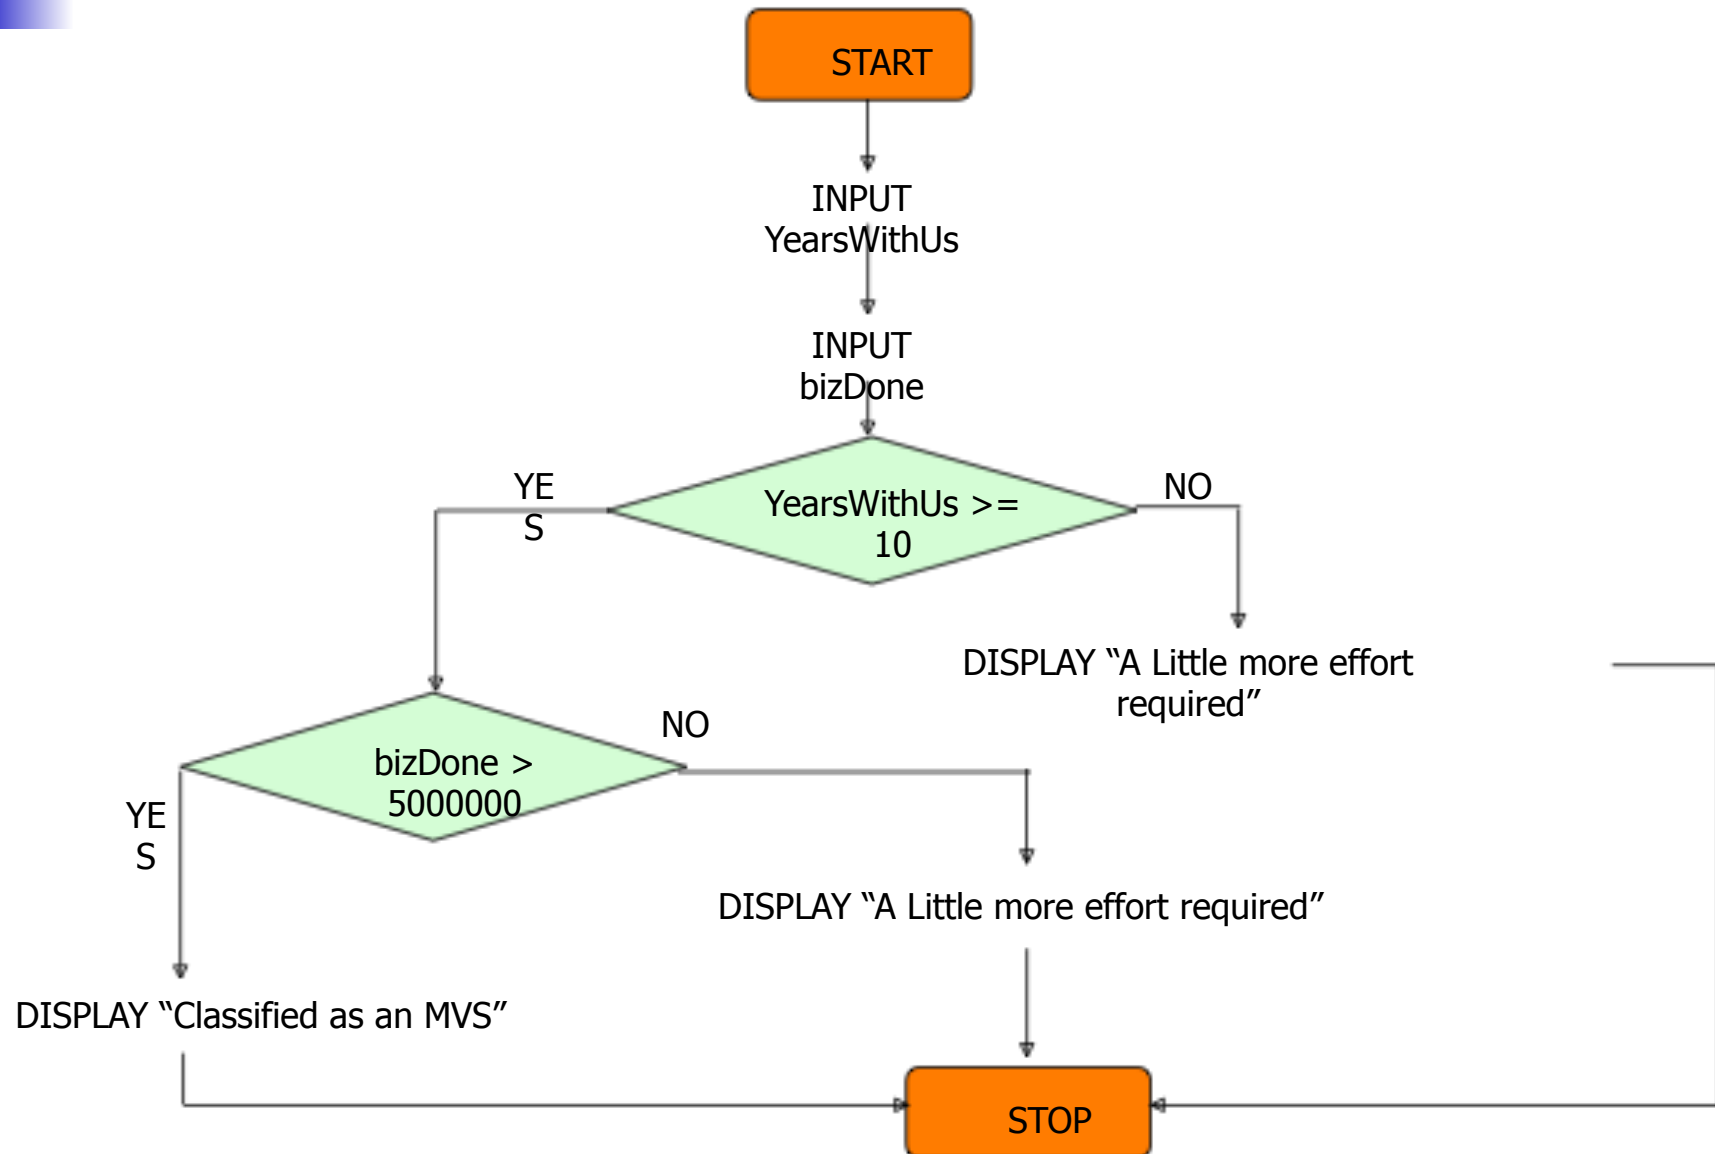 START
INPUT
YearsWithUs
INPUT
bizDone
YE
S
YearsWithUs >=
10
NO
DISPLAY “A Little more effort
required”
bizDone >
5000000
NO
YE
S
DISPLAY “A Little more effort required”
DISPLAY “Classified as an MVS”
STOP